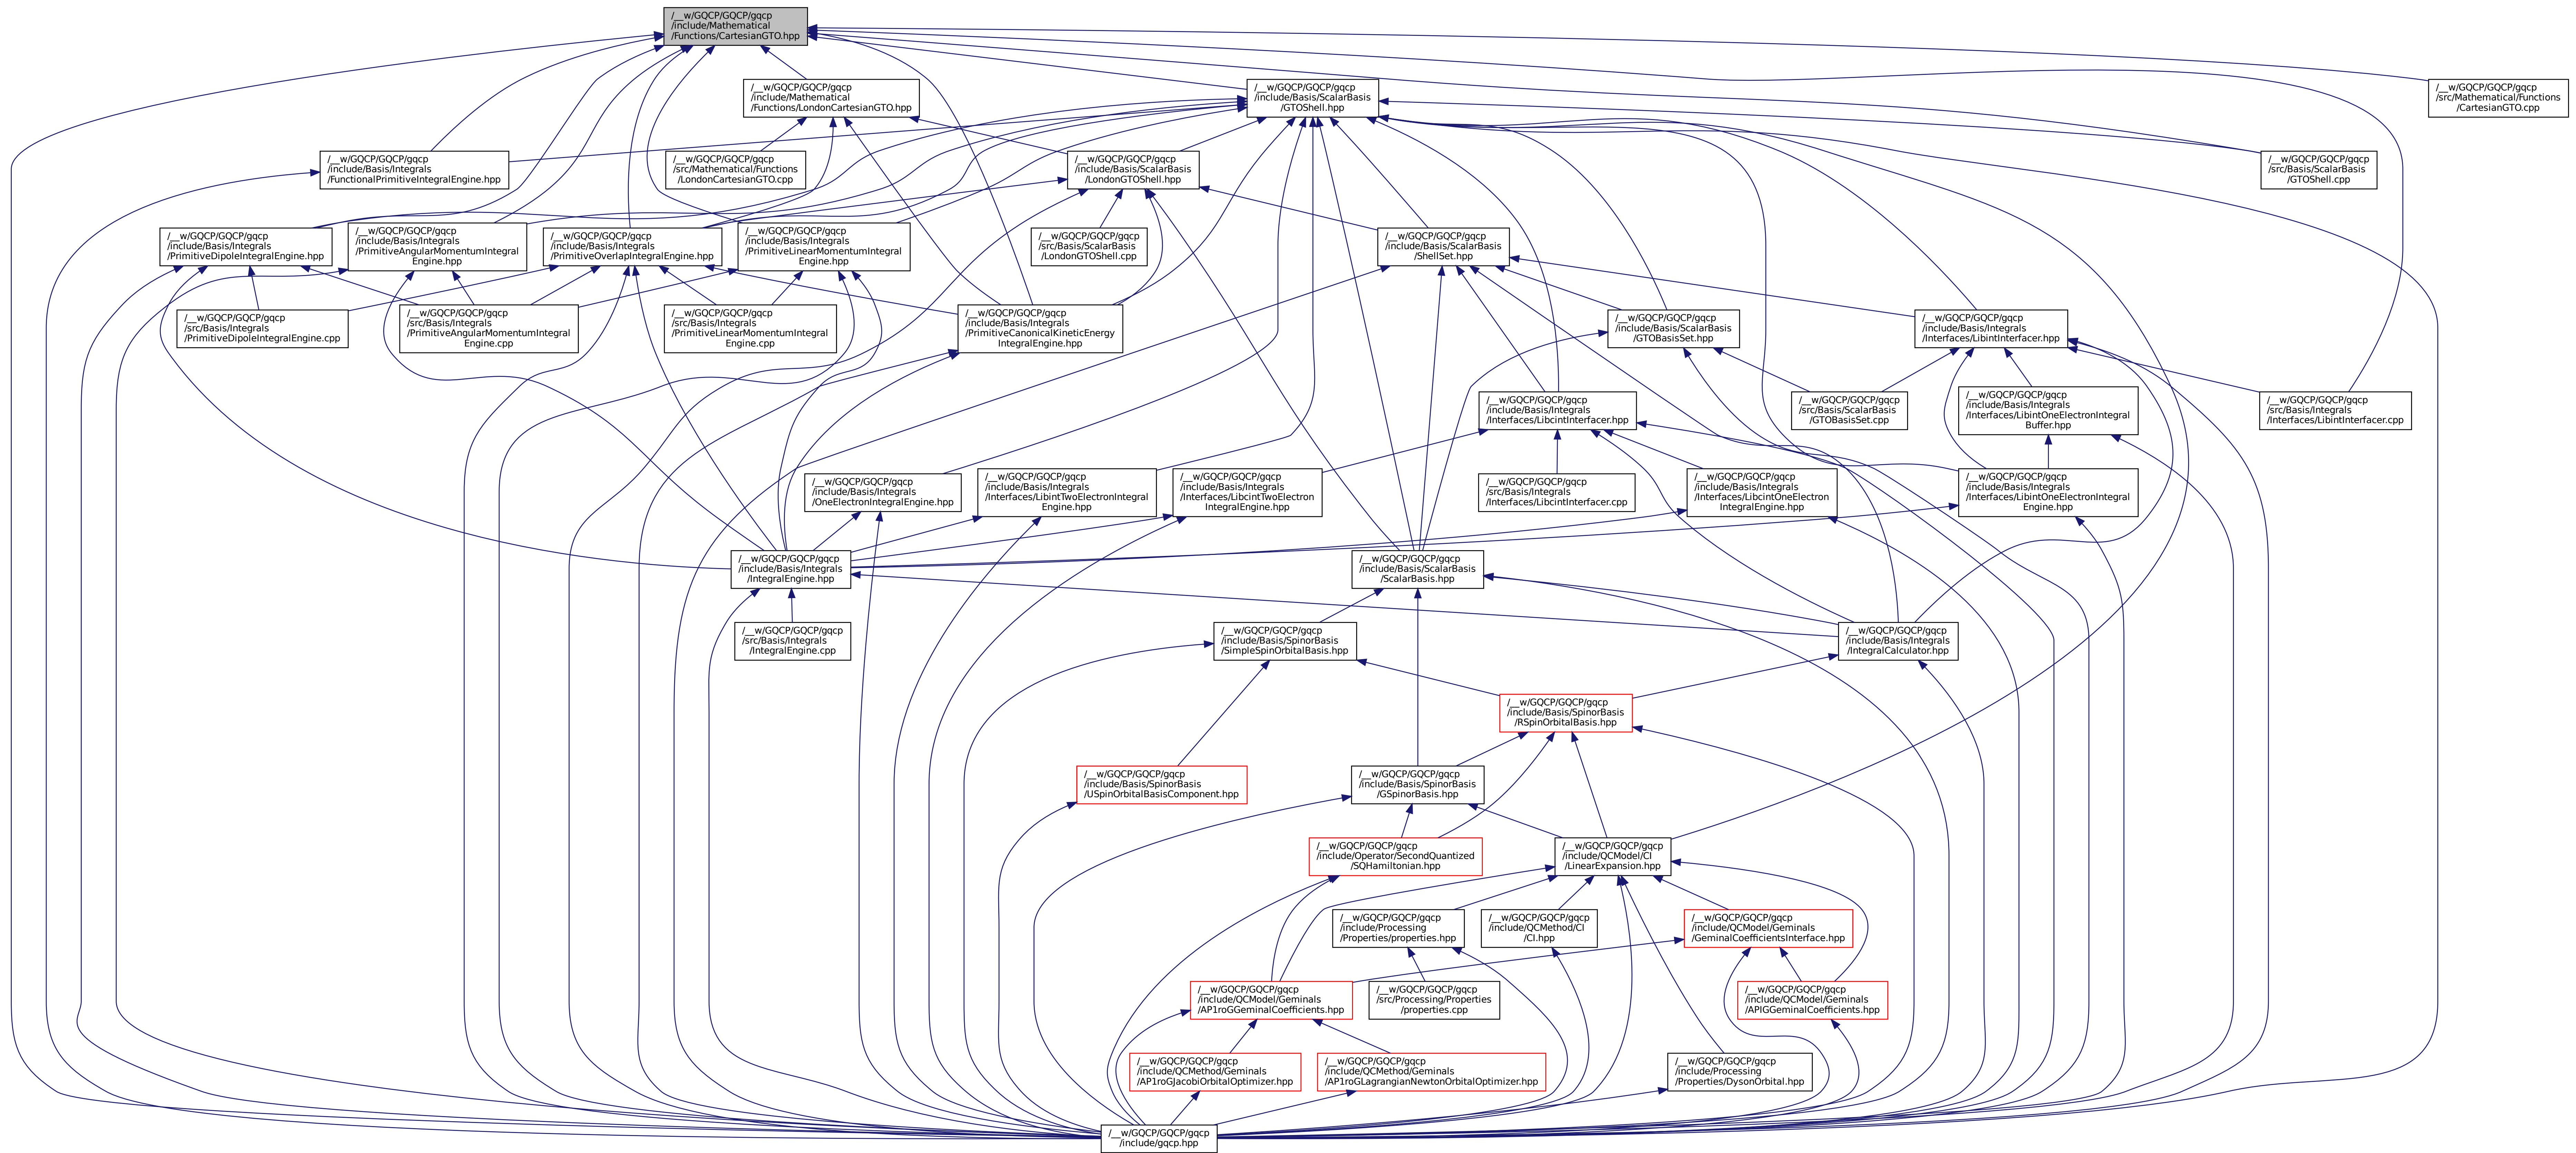 /__w/GQCP/GQCP/gqcp
/include/Mathematical
/Functions/CartesianGTO.hpp
/__w/GQCP/GQCP/gqcp
/include/Mathematical
/Functions/LondonCartesianGTO.hpp
/__w/GQCP/GQCP/gqcp
/include/Basis/ScalarBasis
/GTOShell.hpp
/__w/GQCP/GQCP/gqcp
/src/Mathematical/Functions
/CartesianGTO.cpp
/__w/GQCP/GQCP/gqcp
/include/Basis/Integrals
/FunctionalPrimitiveIntegralEngine.hpp
/__w/GQCP/GQCP/gqcp
/src/Mathematical/Functions
/LondonCartesianGTO.cpp
/__w/GQCP/GQCP/gqcp
/include/Basis/ScalarBasis
/LondonGTOShell.hpp
/__w/GQCP/GQCP/gqcp
/src/Basis/ScalarBasis
/GTOShell.cpp
/__w/GQCP/GQCP/gqcp
/include/Basis/Integrals
/PrimitiveDipoleIntegralEngine.hpp
/__w/GQCP/GQCP/gqcp
/include/Basis/Integrals
/PrimitiveAngularMomentumIntegral
Engine.hpp
/__w/GQCP/GQCP/gqcp
/include/Basis/Integrals
/PrimitiveOverlapIntegralEngine.hpp
/__w/GQCP/GQCP/gqcp
/include/Basis/Integrals
/PrimitiveLinearMomentumIntegral
Engine.hpp
/__w/GQCP/GQCP/gqcp
/src/Basis/ScalarBasis
/LondonGTOShell.cpp
/__w/GQCP/GQCP/gqcp
/include/Basis/ScalarBasis
/ShellSet.hpp
/__w/GQCP/GQCP/gqcp
/src/Basis/Integrals
/PrimitiveDipoleIntegralEngine.cpp
/__w/GQCP/GQCP/gqcp
/src/Basis/Integrals
/PrimitiveAngularMomentumIntegral
Engine.cpp
/__w/GQCP/GQCP/gqcp
/src/Basis/Integrals
/PrimitiveLinearMomentumIntegral
Engine.cpp
/__w/GQCP/GQCP/gqcp
/include/Basis/Integrals
/PrimitiveCanonicalKineticEnergy
IntegralEngine.hpp
/__w/GQCP/GQCP/gqcp
/include/Basis/ScalarBasis
/GTOBasisSet.hpp
/__w/GQCP/GQCP/gqcp
/include/Basis/Integrals
/Interfaces/LibintInterfacer.hpp
/__w/GQCP/GQCP/gqcp
/include/Basis/Integrals
/Interfaces/LibcintInterfacer.hpp
/__w/GQCP/GQCP/gqcp
/src/Basis/ScalarBasis
/GTOBasisSet.cpp
/__w/GQCP/GQCP/gqcp
/include/Basis/Integrals
/Interfaces/LibintOneElectronIntegral
Buffer.hpp
/__w/GQCP/GQCP/gqcp
/src/Basis/Integrals
/Interfaces/LibintInterfacer.cpp
/__w/GQCP/GQCP/gqcp
/include/Basis/Integrals
/OneElectronIntegralEngine.hpp
/__w/GQCP/GQCP/gqcp
/include/Basis/Integrals
/Interfaces/LibintTwoElectronIntegral
Engine.hpp
/__w/GQCP/GQCP/gqcp
/include/Basis/Integrals
/Interfaces/LibcintTwoElectron
IntegralEngine.hpp
/__w/GQCP/GQCP/gqcp
/src/Basis/Integrals
/Interfaces/LibcintInterfacer.cpp
/__w/GQCP/GQCP/gqcp
/include/Basis/Integrals
/Interfaces/LibcintOneElectron
IntegralEngine.hpp
/__w/GQCP/GQCP/gqcp
/include/Basis/Integrals
/Interfaces/LibintOneElectronIntegral
Engine.hpp
/__w/GQCP/GQCP/gqcp
/include/Basis/Integrals
/IntegralEngine.hpp
/__w/GQCP/GQCP/gqcp
/include/Basis/ScalarBasis
/ScalarBasis.hpp
/__w/GQCP/GQCP/gqcp
/src/Basis/Integrals
/IntegralEngine.cpp
/__w/GQCP/GQCP/gqcp
/include/Basis/SpinorBasis
/SimpleSpinOrbitalBasis.hpp
/__w/GQCP/GQCP/gqcp
/include/Basis/Integrals
/IntegralCalculator.hpp
/__w/GQCP/GQCP/gqcp
/include/Basis/SpinorBasis
/RSpinOrbitalBasis.hpp
/__w/GQCP/GQCP/gqcp
/include/Basis/SpinorBasis
/USpinOrbitalBasisComponent.hpp
/__w/GQCP/GQCP/gqcp
/include/Basis/SpinorBasis
/GSpinorBasis.hpp
/__w/GQCP/GQCP/gqcp
/include/Operator/SecondQuantized
/SQHamiltonian.hpp
/__w/GQCP/GQCP/gqcp
/include/QCModel/CI
/LinearExpansion.hpp
/__w/GQCP/GQCP/gqcp
/include/Processing
/Properties/properties.hpp
/__w/GQCP/GQCP/gqcp
/include/QCMethod/CI
/CI.hpp
/__w/GQCP/GQCP/gqcp
/include/QCModel/Geminals
/GeminalCoefficientsInterface.hpp
/__w/GQCP/GQCP/gqcp
/include/QCModel/Geminals
/AP1roGGeminalCoefficients.hpp
/__w/GQCP/GQCP/gqcp
/src/Processing/Properties
/properties.cpp
/__w/GQCP/GQCP/gqcp
/include/QCModel/Geminals
/APIGGeminalCoefficients.hpp
/__w/GQCP/GQCP/gqcp
/include/QCMethod/Geminals
/AP1roGJacobiOrbitalOptimizer.hpp
/__w/GQCP/GQCP/gqcp
/include/QCMethod/Geminals
/AP1roGLagrangianNewtonOrbitalOptimizer.hpp
/__w/GQCP/GQCP/gqcp
/include/Processing
/Properties/DysonOrbital.hpp
/__w/GQCP/GQCP/gqcp
/include/gqcp.hpp